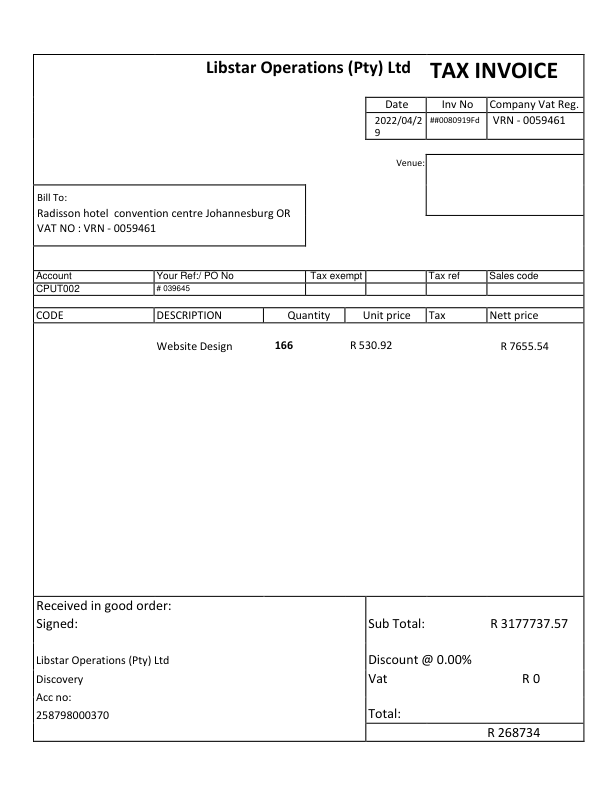 Libstar Operations (Pty) Ltd TAX INVOICE
Date Inv No Company Vat Reg.
2022/04/2 ##0080919Fd VRN - 0059461
9
Venue:
Bill To:
Radisson hotel convention centre Johannesburg OR
VAT NO : VRN - 0059461
Account Your Ref:/ PO No Tax exempt Tax ref Sales code
CPUT002 # 039645
CODE DESCRIPTION Quantity Unit price Tax Nett price
Website Design 166 R 530.92 R 7655.54
Received in good order:
Signed: Sub Total: R 3177737.57
Libstar Operations (Pty) Ltd Discount @ 0.00%
Discovery Vat R 0
Acc no:
258798000370 Total:
R 268734